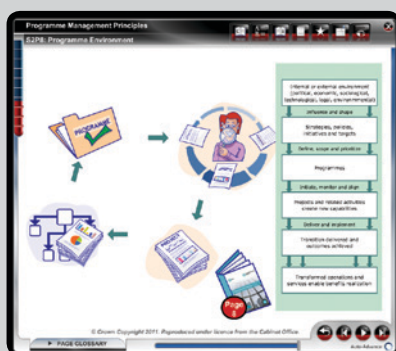 Programme Management Principles
S2P8: Programme Environment
PROGRAMME
PROJECT
Page
8
Internal or external environment
(political, economic, sociological,
technological, legal, environmental)
Influence and shape
Strategies, policies,
initiatives and targets
Define, scope and prioritise
Programmes
Initiate, monitor and align
Projects and related activities
create new capabilities
Deliver and implement
Transition delivered and
outcomes achieved
Transformed operations and
services enable benefits realisation
© Crown Copyright 2011. Reproduced under licence from the Cabinet Office
PAGE GLOSSARY
Auto Advance